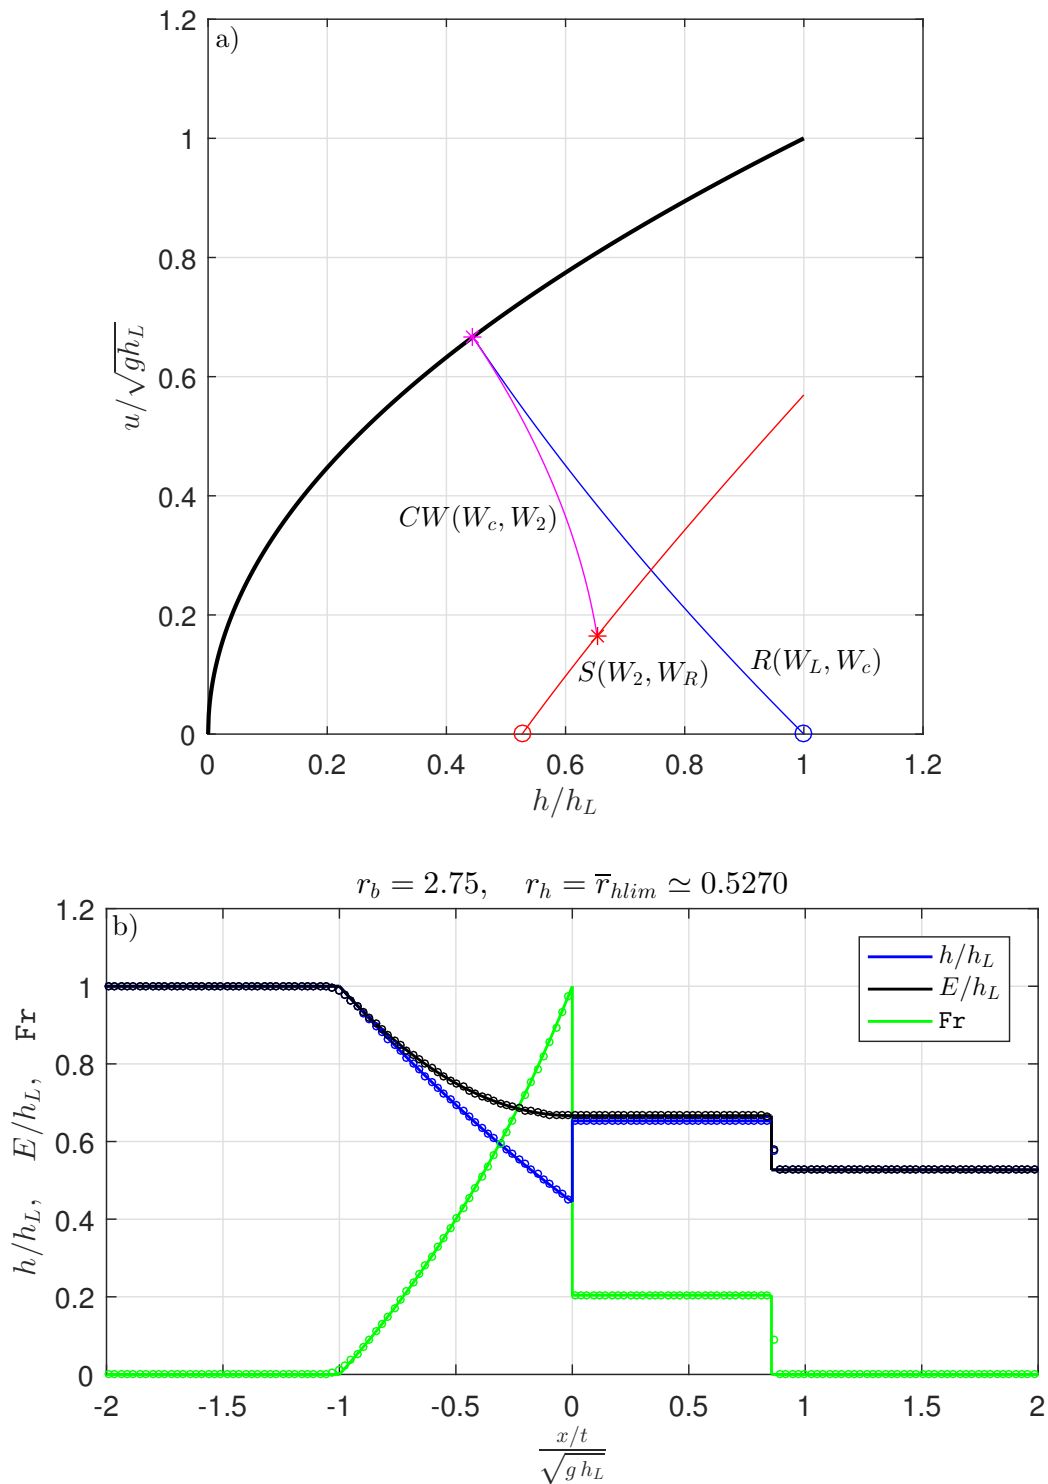 a)
1.2
1
0.8
0.6
0.4
0.2
0
u/√gh_L
CW(W_c, W_2)
S(W_2, W_R)
R(W_L, W_c)
0 0.2 0.4 0.6 0.8 1 1.2
h/h_L
r_b = 2.75, r_h = r̅_{hlim} ≃ 0.5270
b)
1.2
1
0.8
0.6
0.4
0.2
0
h/h_L, E/h_L, Fr
h/h_L
E/h_L
Fr
-2 -1.5 -1 -0.5 0 0.5 1 1.5 2
x/t
√g h_L